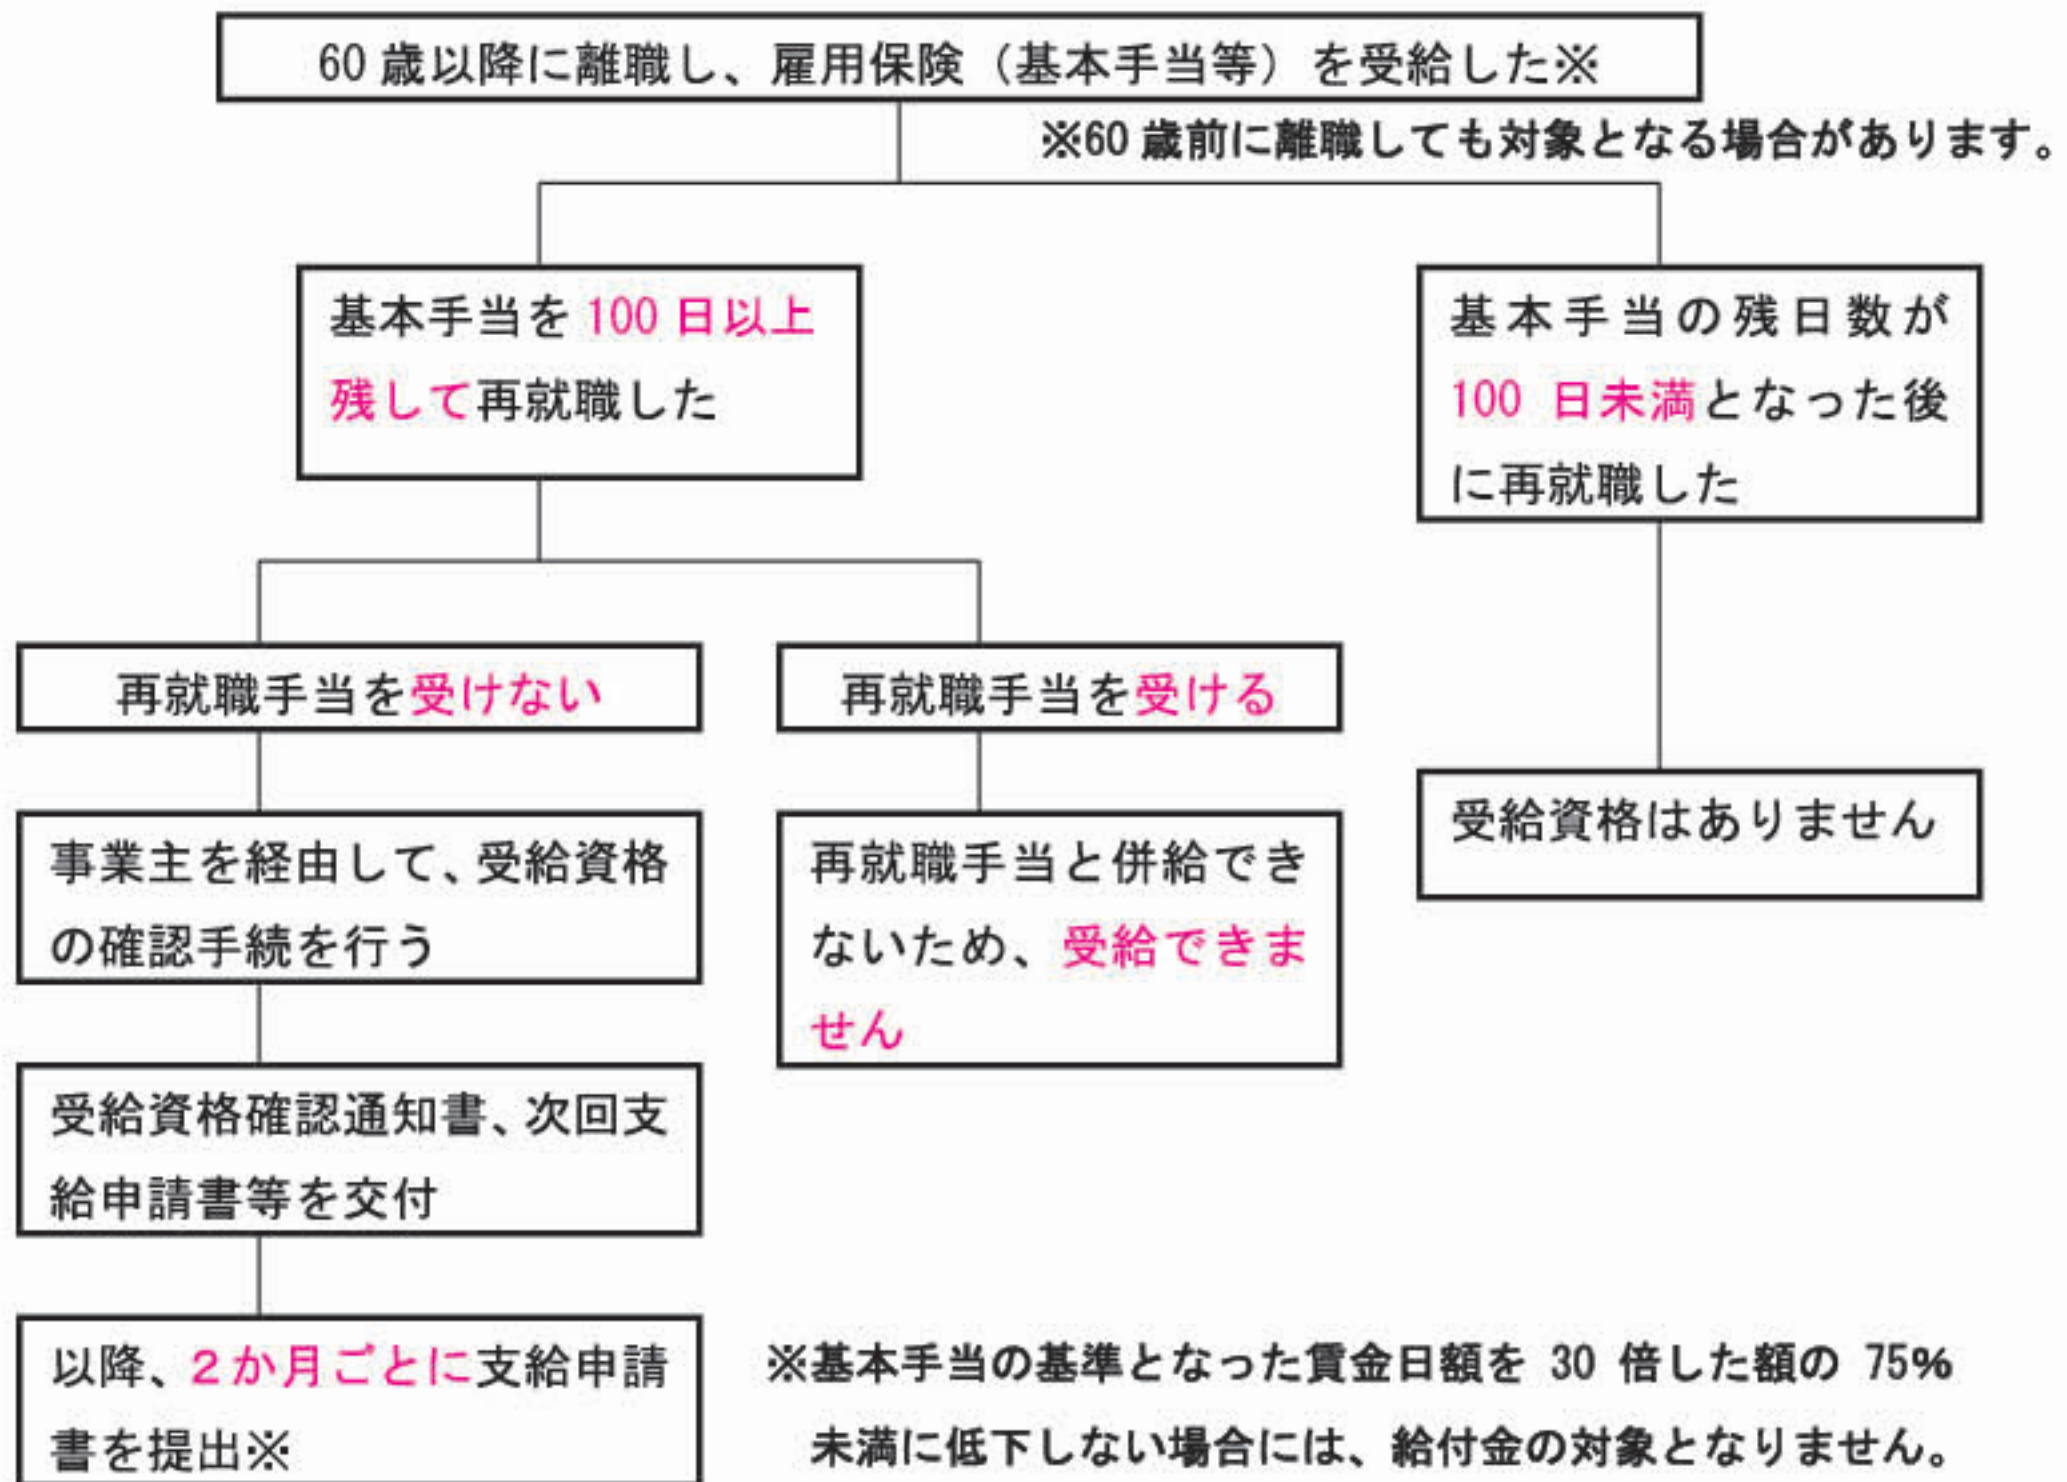 60歳以降に離職し、雇用保険（基本手当等）を受給した※
※60歳前に離職しても対象となる場合があります。
基本手当を100日以上
残して再就職した
基本手当の残日数が
100日未満となった後
に再就職した
再就職手当を受けない
再就職手当を受ける
事業主を経由して、受給資格
の確認手続を行う
再就職手当と併給でき
ないため、受給できま
せん
受給資格はありません
受給資格確認通知書、次回支
給申請書等を交付
以降、２か月ごとに支給申請
書を提出※
※基本手当の基準となった賃金日額を 30 倍した額の 75%
未満に低下しない場合には、給付金の対象となりません。